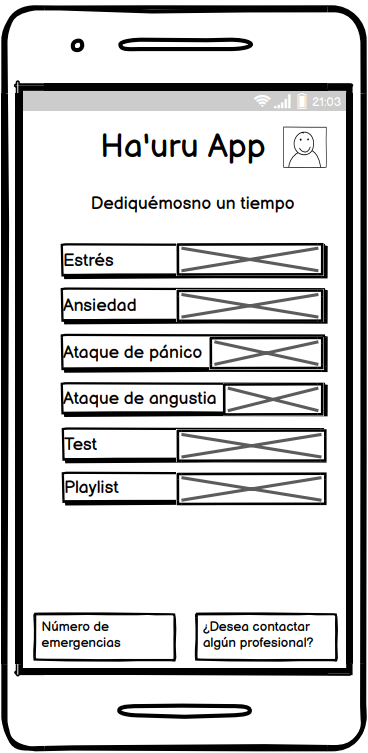 21:03
Ha'uru App
Dediquémosno un tiempo
Estrés
Ansiedad
Ataque de pánico
Ataque de angustia
Test
Playlist
Número de
emergencias
¿Desea contactar
algún profesional?